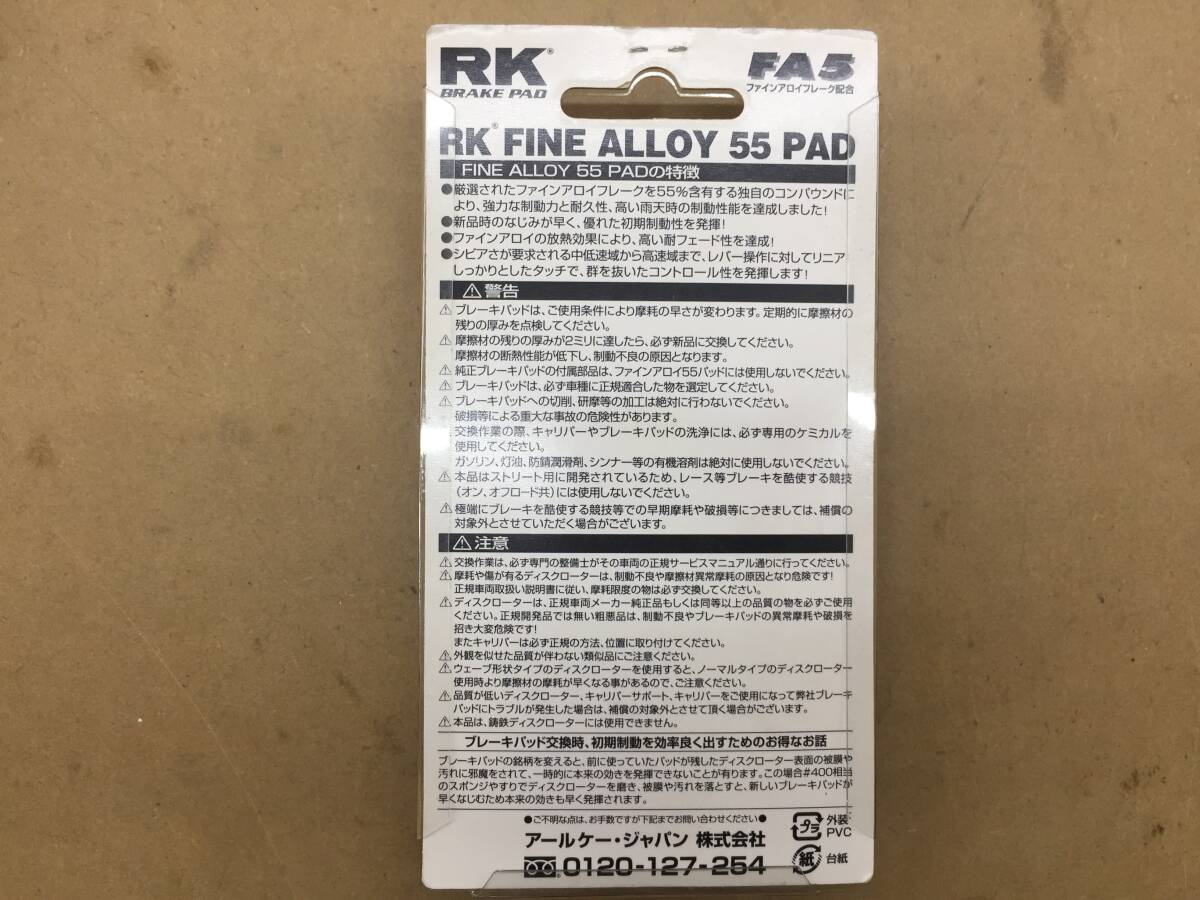 RK®
BRAKE PAD
FA5
ファインアロイフレーク配合
RK® FINE ALLOY 55 PAD
FINE ALLOY 55 PADの特徴
●厳選されたファインアロイフレークを55%含有する独自のコンパウンドに
より、強力な制動力と耐久性、高い雨天時の制動性能を達成しました!
●新品時のなじみが早く、優れた初期制動性を発揮!
●ファインアロイの放熱効果により、高い耐フェード性を達成!
●シビアさが要求される中低速域から高速域まで、レバー操作に対してリニア
しっかりとしたタッチで、群を抜いたコントロール性を発揮します!
⚠警告
⚠ブレーキパッドは、ご使用条件により摩耗の早さが変わります。定期的に摩擦材の
残りの厚みを点検してください。
⚠摩擦材の残りの厚みが2ミリに達したら、必ず新品に交換してください。
摩擦材の断熱性能が低下し、制動不良の原因となります。
⚠純正ブレーキパッドの付属部品は、ファインアロイ55パッドには使用しないでください。
⚠ブレーキパッドは、必ず車種に正規適合した物を選定してください。
⚠ブレーキパッドへの切削、研摩等の加工は絶対に行わないでください。
破損等による重大な事故の危険性があります。
交換作業の際、キャリパーやブレーキパッドの洗浄には、必ず専用のケミカルを
使用してください。
ガソリン、灯油、防錆潤滑剤、シンナー等の有機溶剤は絶対に使用しないでください。
⚠本品はストリート用に開発されているため、レース等ブレーキを酷使する競技
(オン、オフロード共)には使用しないでください。
⚠極端にブレーキを酷使する競技等での早期摩耗や破損等につきましては、補償の
対象外とさせていただく場合がございます。
⚠注意
⚠交換作業は、必ず専門の整備士がその車両の正規サービスマニュアル通りに行ってください。
⚠摩耗や傷が有るディスクローターは、制動不良や摩擦材異常摩耗の原因となり危険です!
正規車両取扱い説明書に従い、摩耗限度の物は必ず交換してください。
⚠ディスクローターは、正規車両メーカー純正品もしくは同等以上の品質の物を必ずご使用
ください。正規開発品では無い粗悪品は、制動不良やブレーキパッドの異常摩耗や破損を
招き大変危険です!
またキャリパーは必ず正規の方法、位置に取り付けてください。
⚠外観を似せた品質が伴わない類似品にご注意ください。
⚠ウェーブ形状タイプのディスクローターを使用すると、ノーマルタイプのディスクローター
使用時より摩擦材の摩耗が早くなる事があるので、ご注意ください。
⚠品質が低いディスクローター、キャリパーサポート、キャリパーをご使用になって弊社ブレーキ
パッドにトラブルが発生した場合は、補償の対象外とさせて頂く場合がございます。
⚠本品は、鋳鉄ディスクローターには使用できません。
ブレーキパッド交換時、初期制動を効率良く出すためのお得なお話
ブレーキパッドの銘柄を変えると、前に使っていたパッドが残したディスクローター表面の被膜や
汚れに邪魔をされて、一時的に本来の効きを発揮できないことが有ります。この場合#400相当
のスポンジやすりでディスクローターを磨き、被膜や汚れを落とすと、新しいブレーキパッドが
早くなじむため本来の効きも早く発揮されます。
●ご不明な点は、お手数ですが下記までお問い合わせください●
アールケー・ジャパン 株式会社
0120-127-254
プラ
外装:
PVC
紙
台紙